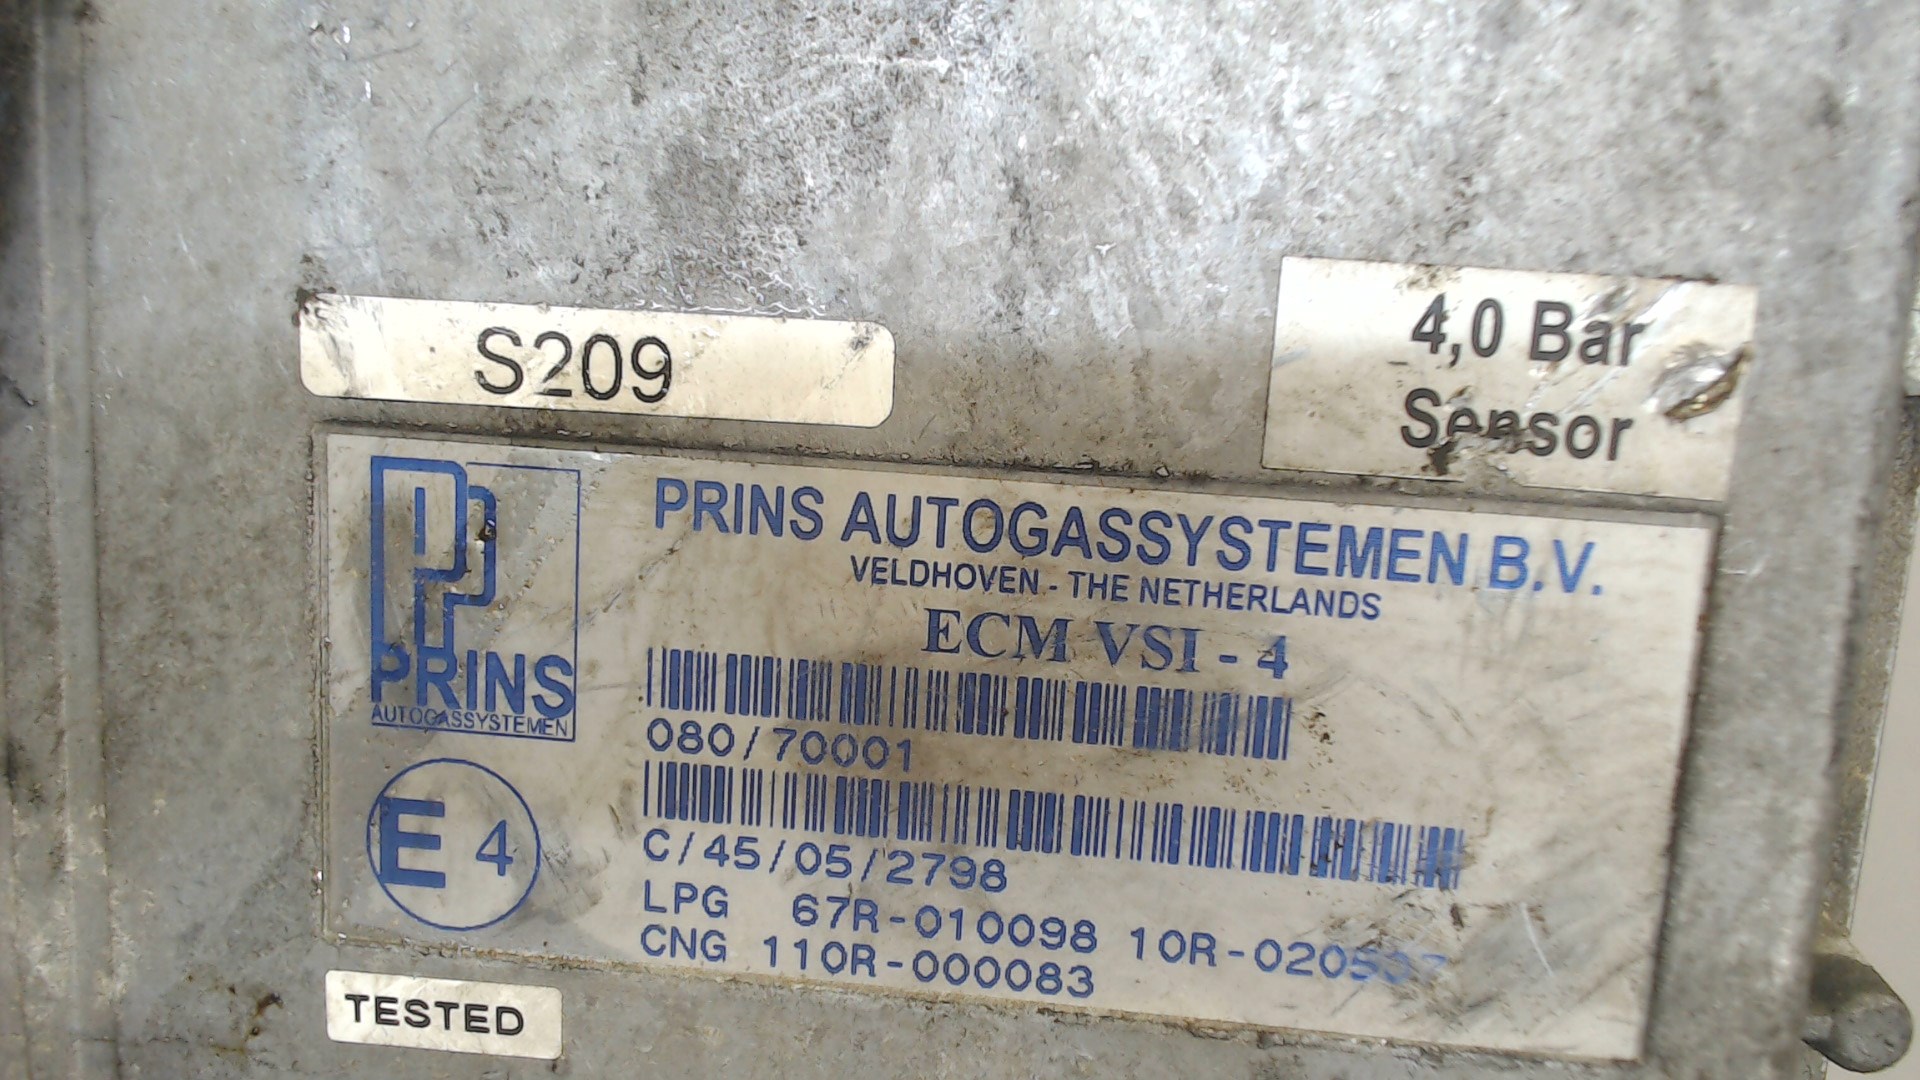 S209
4,0 Bar
Sensor
PRINS
AUTOGASSYSTEMEN
PRINS AUTOGASSYSTEMEN B.V.
VELDHOVEN - THE NETHERLANDS
ECM VSI - 4
080/70001
C/45/05/2798
E 4
LPG 67R-010098
CNG 110R-000083
TESTED